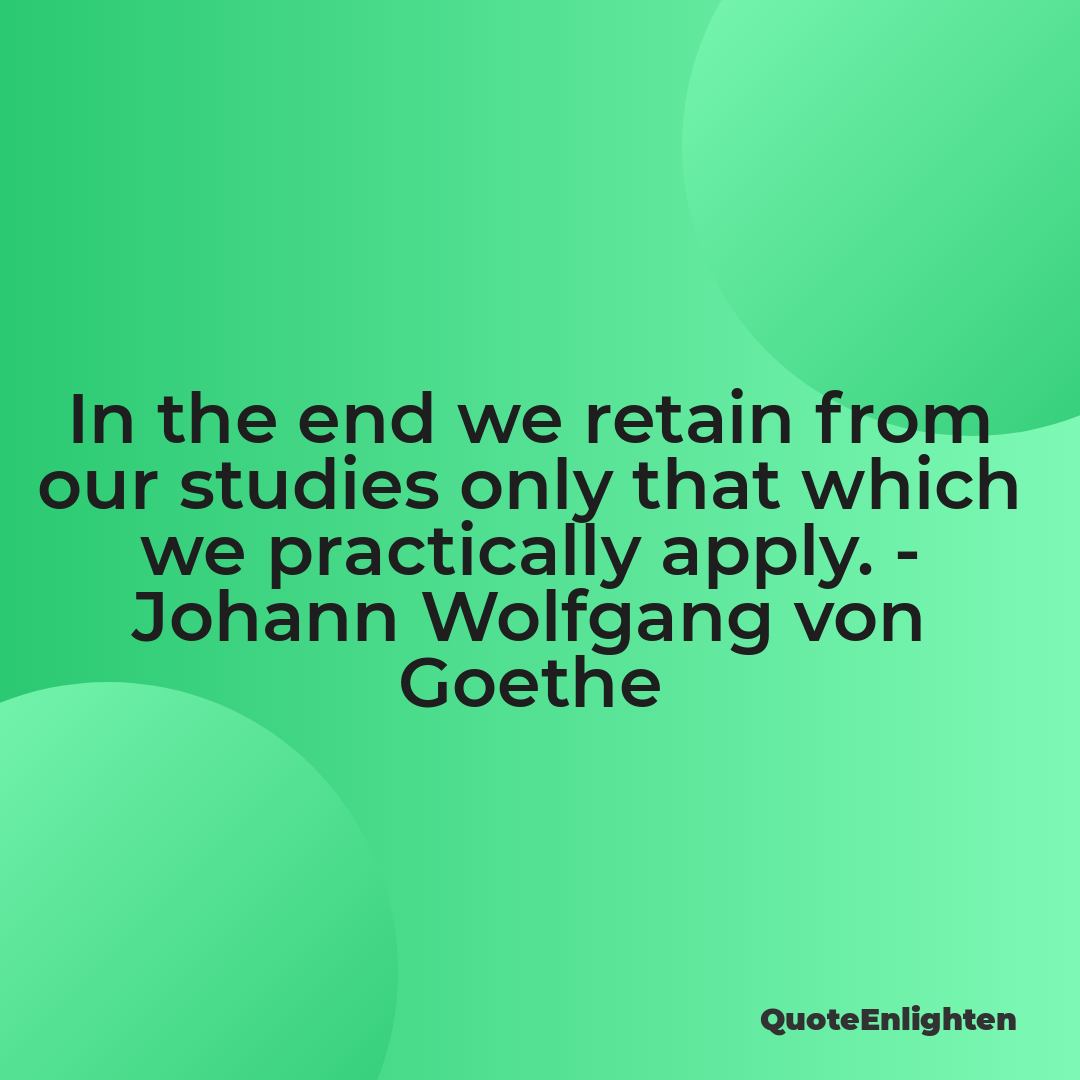 In the end we retain from
our studies only that which
we practically apply. -
Johann Wolfgang von
Goethe
QuoteEnlighten